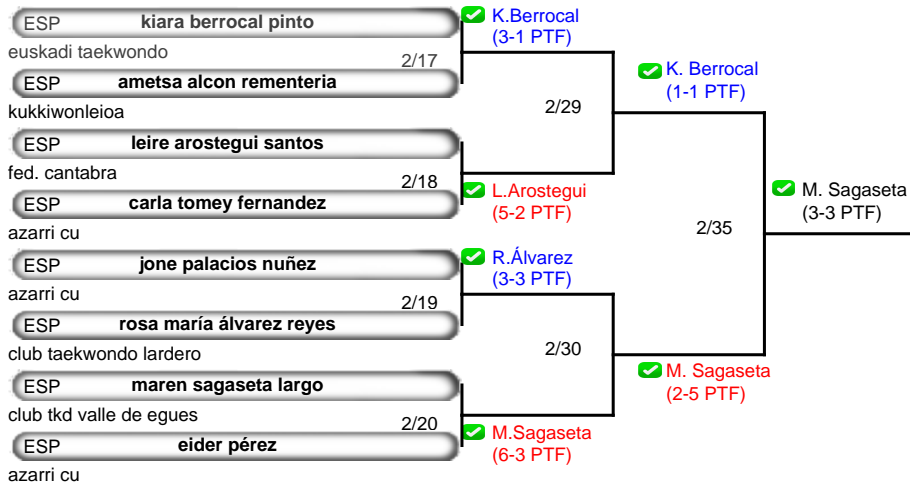 ESP kiara berrocal pinto
euskadi taekwondo
2/17
ESP ametsa alcon rementeria
kukkiwonleioa
ESP leire arostegui santos
fed. cantabra
2/18
ESP carla tomey fernandez
azarri cu
ESP jone palacios nuñez
azarri cu
2/19
ESP rosa maría álvarez reyes
club taekwondo lardero
ESP maren sagaseta largo
club tkd valle de egues
2/20
ESP eider pérez
azarri cu
K.Berrocal
(3-1 PTF)
L.Arostegui
(5-2 PTF)
R.Álvarez
(3-3 PTF)
M.Sagaseta
(6-3 PTF)
2/29
2/30
K. Berrocal
(1-1 PTF)
M. Sagaseta
(2-5 PTF)
2/35
M. Sagaseta
(3-3 PTF)